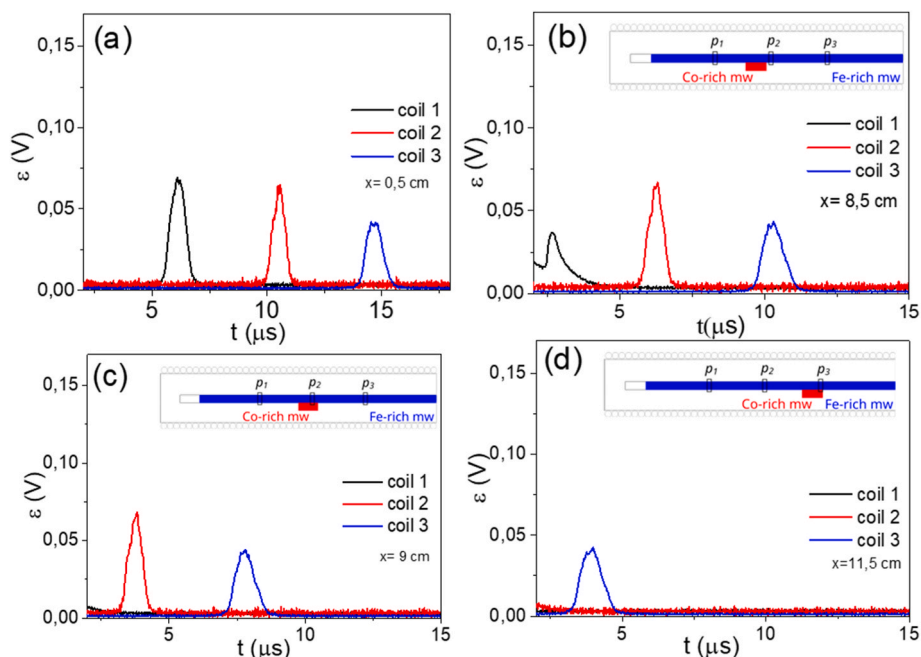 (a)
0,15
0,10
0,05
0,00
ε (V)
coil 1
coil 2
coil 3
x= 0,5 cm
5 10 15
t (μs)
(b)
p1 p2 p3
Co-rich mw Fe-rich mw
0,15
0,10
0,05
0,00
ε (V)
coil 1
coil 2
coil 3
x= 8,5 cm
5 10 15
t(μs)
(c)
p1 p2 p3
Co-rich mw Fe-rich mw
0,15
0,10
0,05
0,00
ε (V)
coil 1
coil 2
coil 3
x= 9 cm
5 10 15
t (μs)
(d)
p1 p2 p3
Co-rich mw Fe-rich mw
0,15
0,10
0,05
0,00
ε (V)
coil 1
coil 2
coil 3
x=11,5 cm
5 10 15
t (μs)